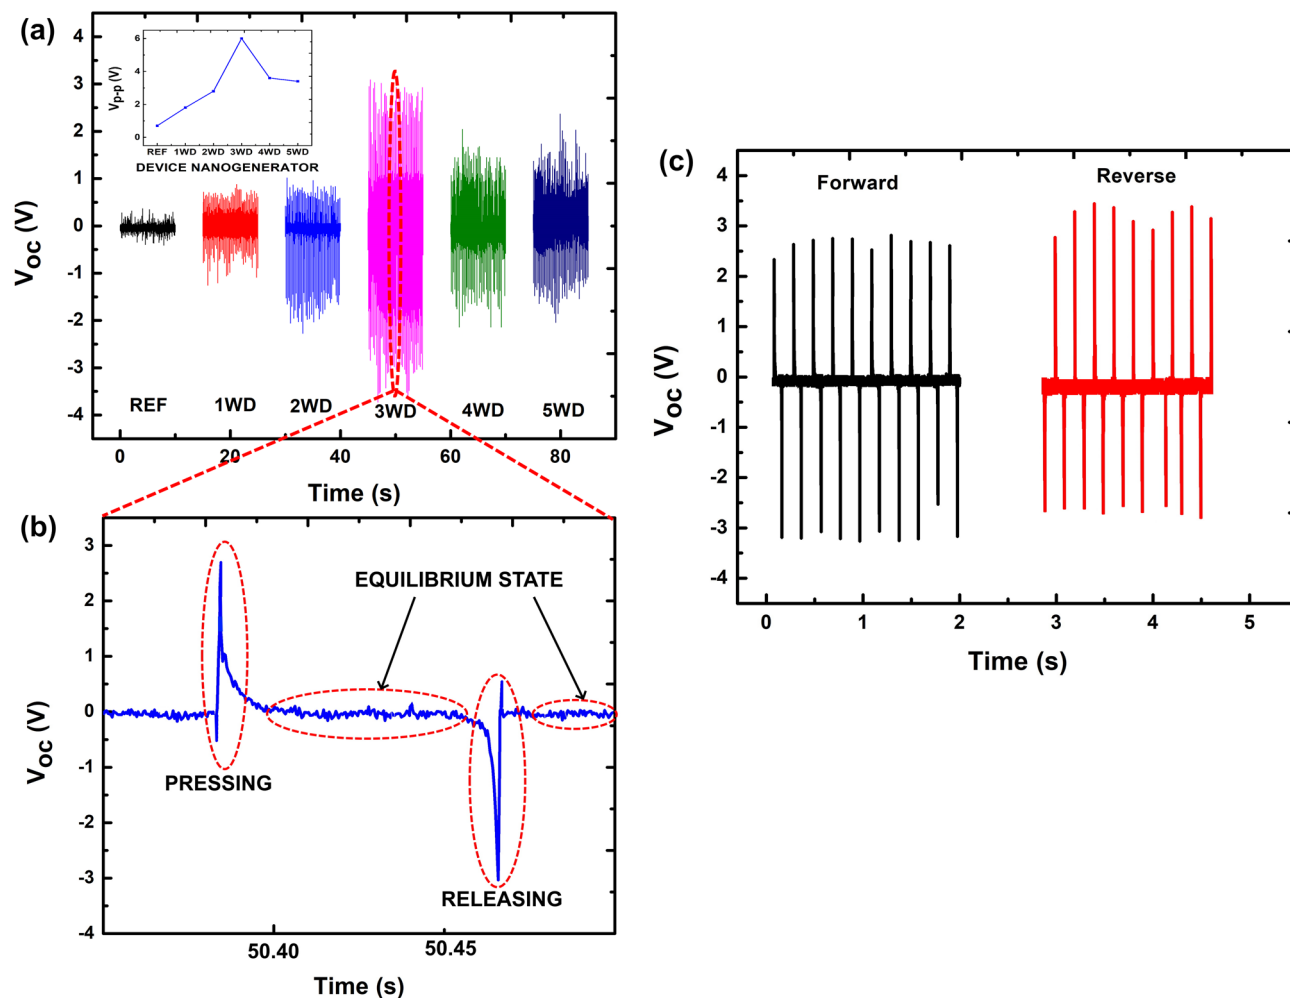 (a)
4
3
2
1
0
-1
-2
-3
-4
Voc (V)
6
4
2
0
Vp-p (V)
REF 1WD 2WD 3WD 4WD 5WD
DEVICE NANOGENERATOR
REF 1WD 2WD 3WD 4WD 5WD
0 20 40 60 80
Time (s)
(b)
3
2
1
0
-1
-2
-3
-4
Voc (V)
EQUILIBRIUM STATE
PRESSING
RELEASING
50.40 50.45
Time (s)
(c)
4
3
2
1
0
-1
-2
-3
-4
Voc (V)
Forward Reverse
0 1 2 3 4 5
Time (s)